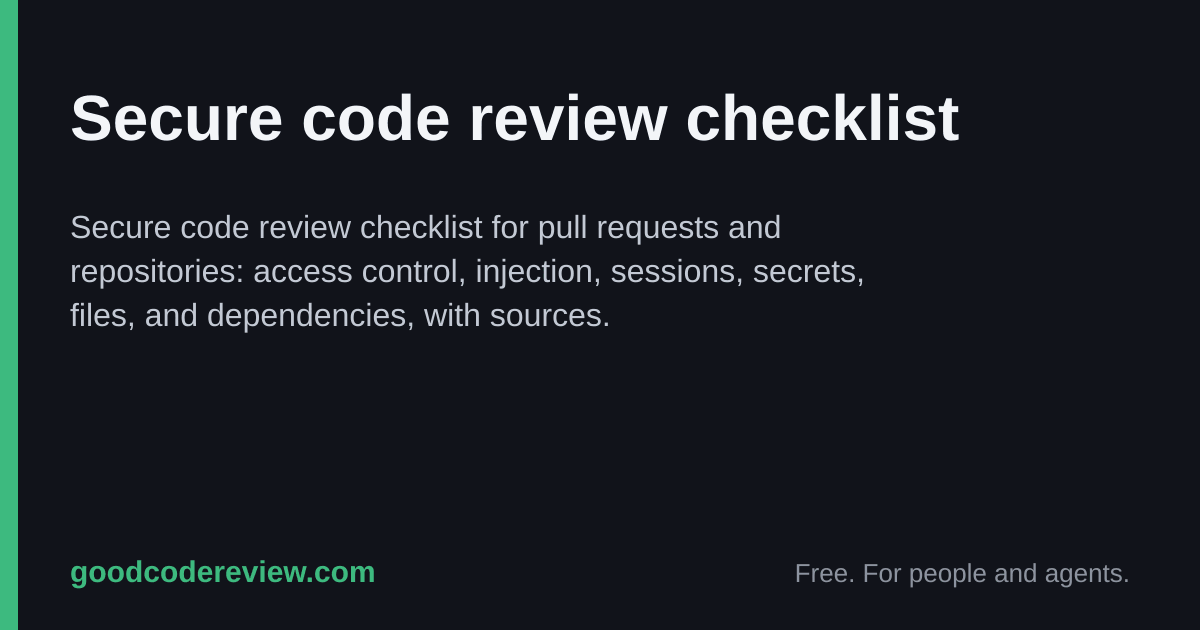 Secure code review checklist
Secure code review checklist for pull requests and
repositories: access control, injection, sessions, secrets,
files, and dependencies, with sources.
goodcodereview.com
Free. For people and agents.